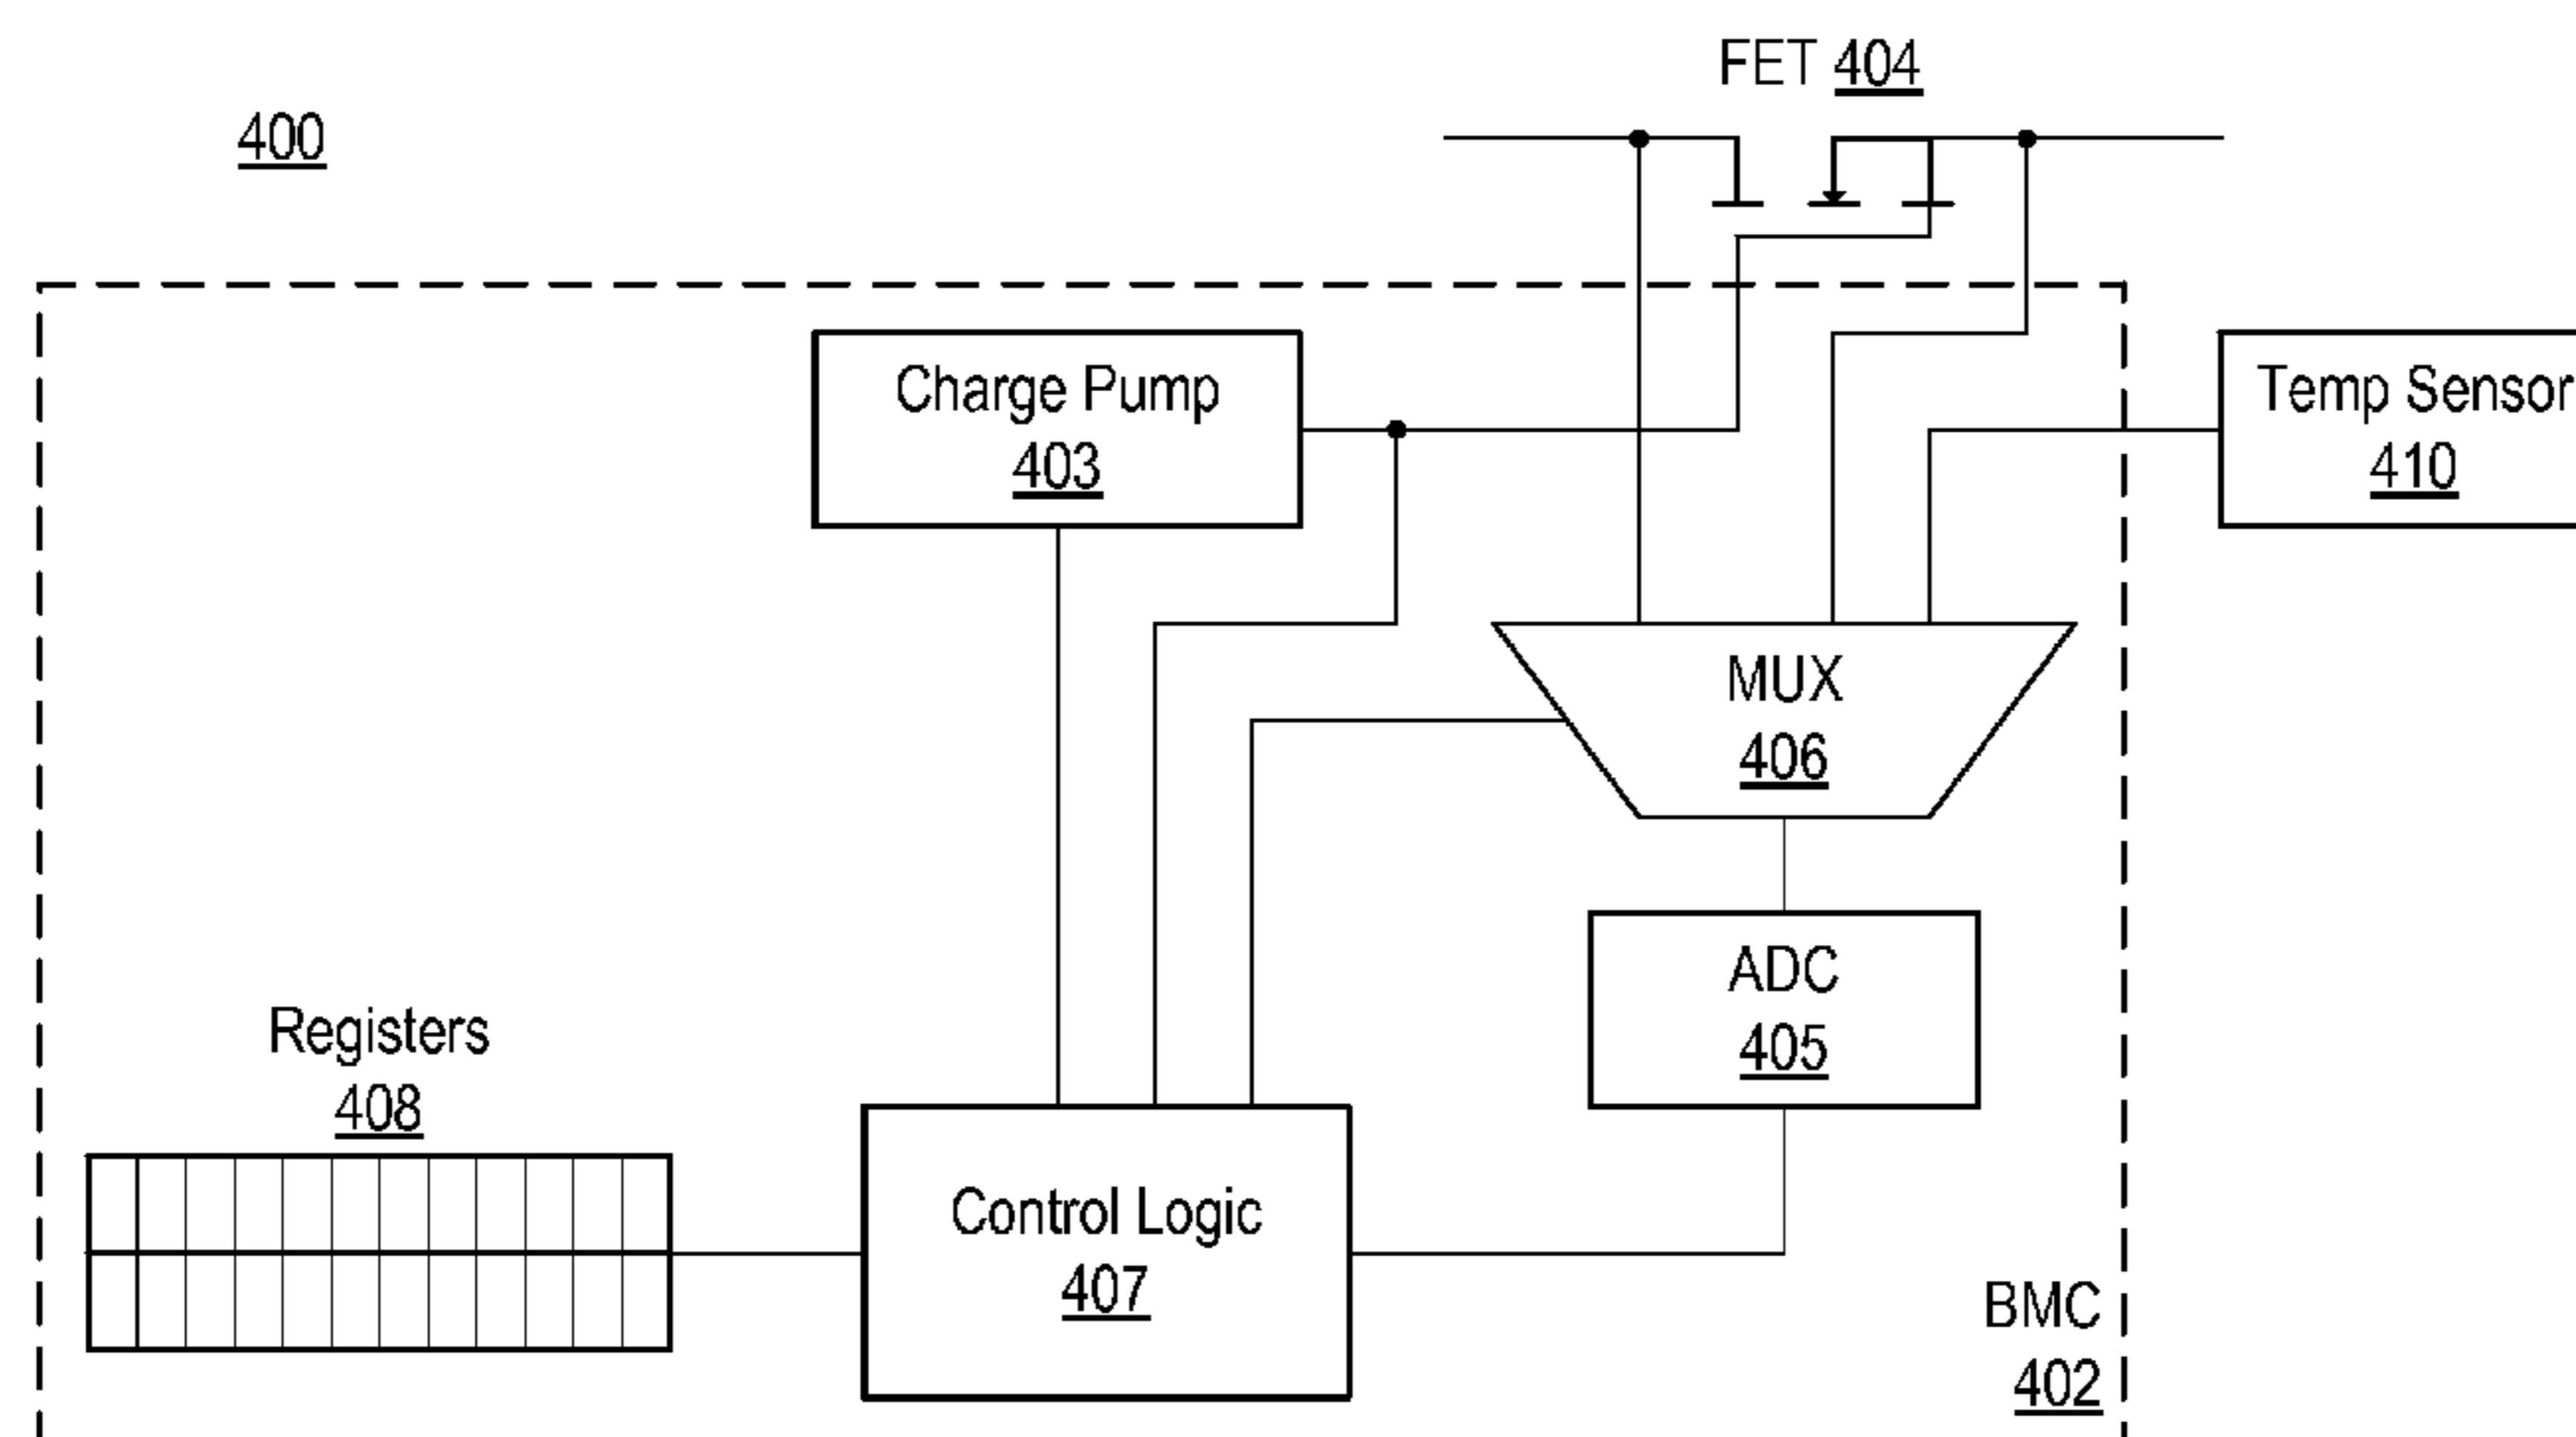 FET 404
400
Charge Pump
403
Temp Sensor
410
MUX
406
ADC
405
Registers
408
Control Logic
407
BMC
402